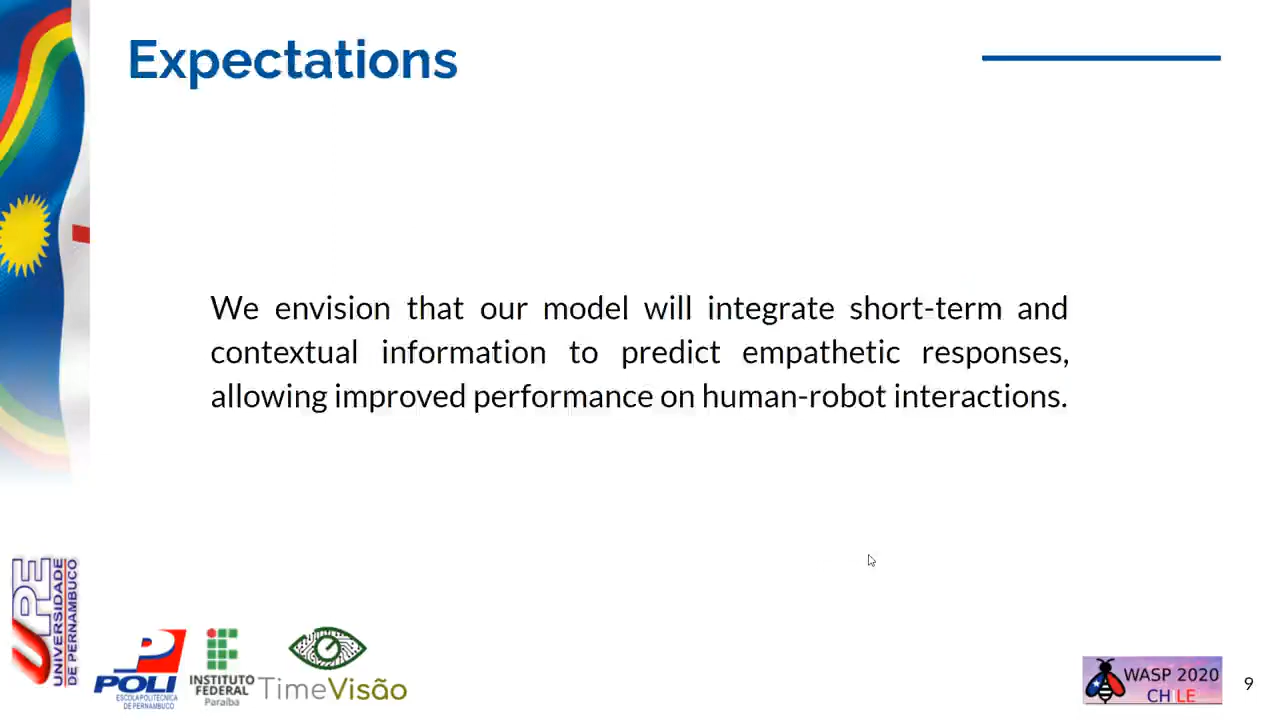 Expectations
We envision that our model will integrate short-term and
contextual information to predict empathetic responses,
allowing improved performance on human-robot interactions.
UPE
UNIVERSIDADE
DE PERNAMBUCO
POLI
ESCOLA POLITÉCNICA
DE PERNAMBUCO
INSTITUTO
FEDERAL
Paraíba
TimeVisão
WASP 2020
CHILE
9